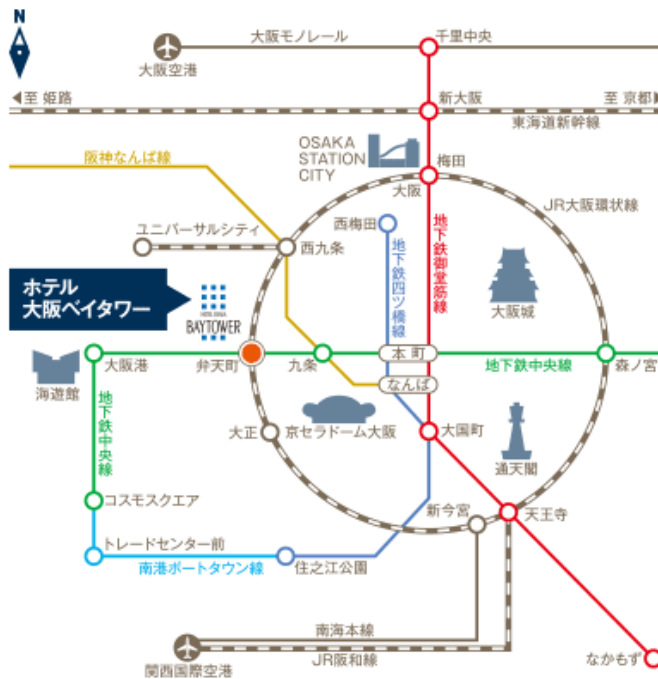 N
大阪モノレール
千里中央
大阪空港
◀至 姫路
新大阪
至 京都▶
東海道新幹線
OSAKA
STATION
CITY
梅田
大阪
阪神なんば線
JR大阪環状線
ユニバーサルシティ
西九条
西梅田
地下鉄四ツ橋線
地下鉄御堂筋線
大阪城
ホテル
大阪ベイタワー
BAYTOWER
大阪港
弁天町
九条
本町
地下鉄中央線
森ノ宮
海遊館
なんば
地下鉄中央線
大正
京セラドーム大阪
大国町
通天閣
コスモスクエア
新今宮
天王寺
トレードセンター前
南港ポートタウン線
住之江公園
南海本線
関西国際空港
JR阪和線
なかもず